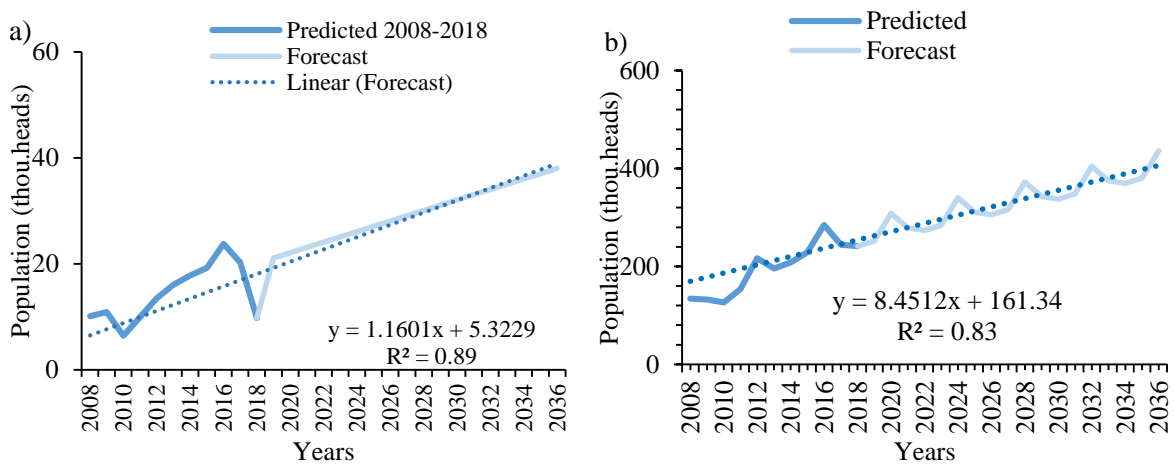 a)
Predicted 2008-2018
Forecast
Linear (Forecast)
Population (thou.heads)
60
40
20
0
y = 1.1601x + 5.3229
R² = 0.89
2008 2010 2012 2014 2016 2018 2020 2022 2024 2026 2028 2030 2032 2034 2036
Years
b)
Predicted
Forecast
Population (thou.heads)
600
400
200
0
y = 8.4512x + 161.34
R² = 0.83
2008 2010 2012 2014 2016 2018 2020 2022 2024 2026 2028 2030 2032 2034 2036
Years